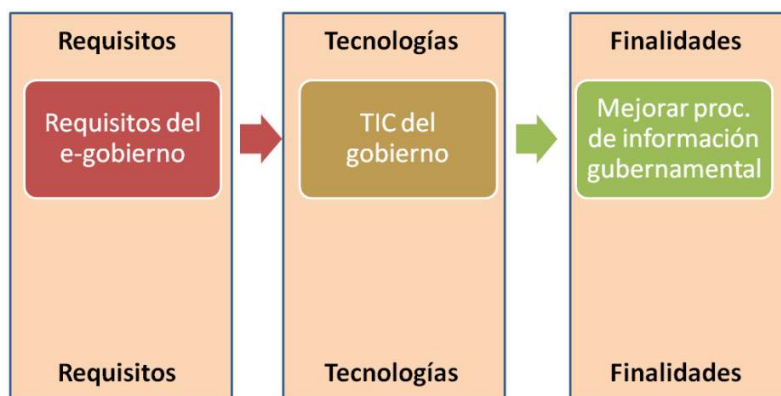 Requisitos
Requisitos del
e-gobierno
Requisitos
Tecnologías
TIC del
gobierno
Tecnologías
Finalidades
Mejorar proc.
de información
gubernamental
Finalidades